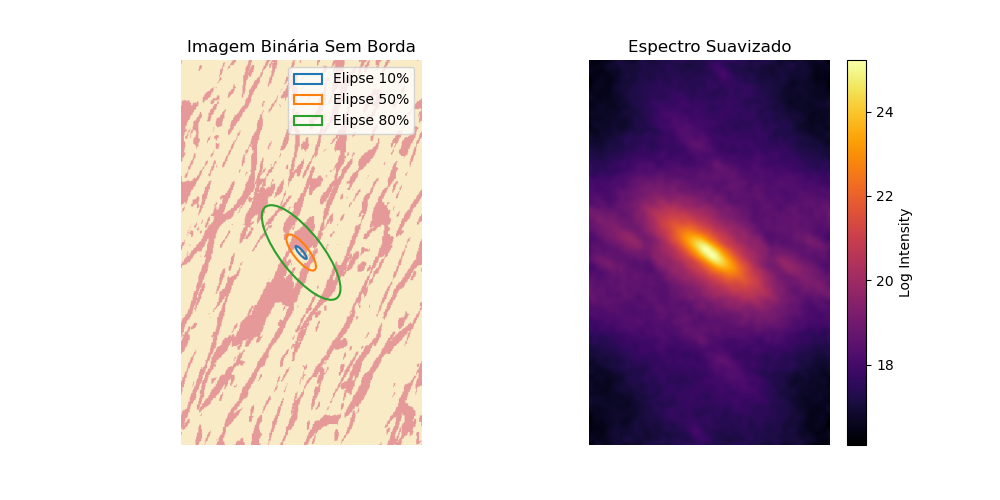 Imagem Binária Sem Borda
Elipse 10%
Elipse 50%
Elipse 80%
Espectro Suavizado
24
22
20
18
Log Intensity